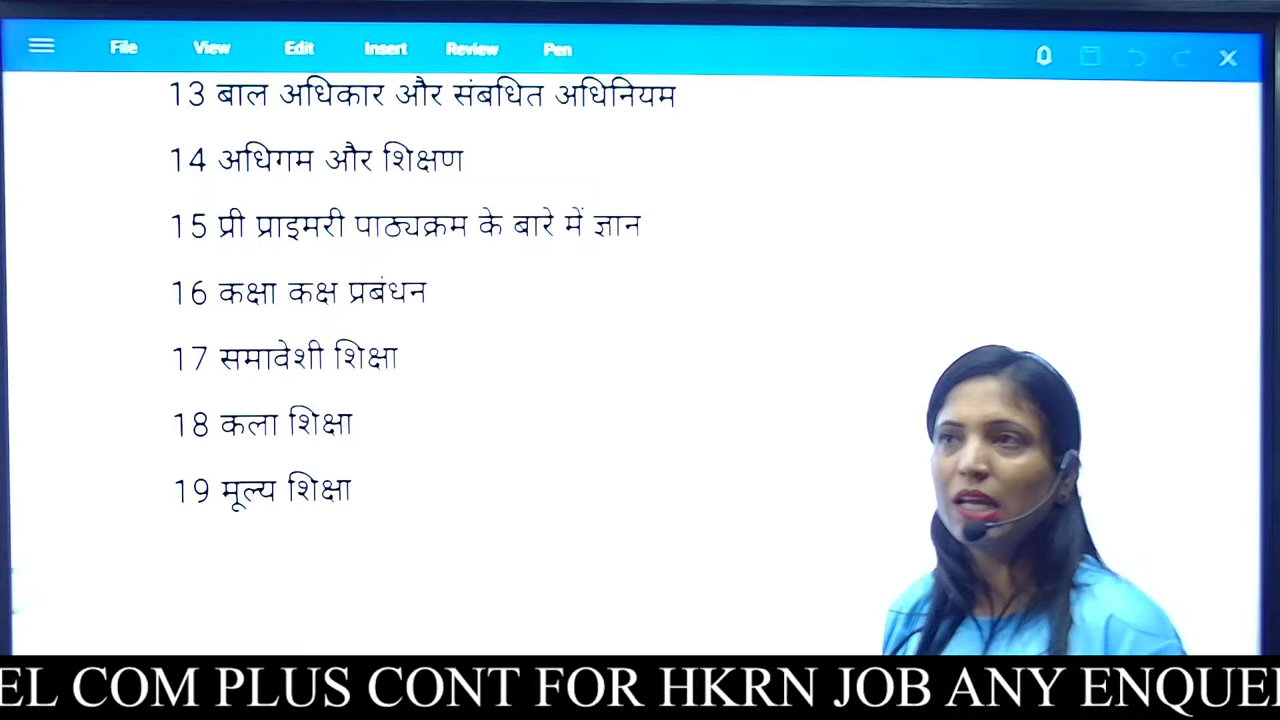 File View Edit Insert Review Pen
13 बाल अधिकार और संबधित अधिनियम
14 अधिगम और शिक्षण
15 प्री प्राइमरी पाठ्यक्रम के बारे में ज्ञान
16 कक्षा कक्ष प्रबंधन
17 समावेशी शिक्षा
18 कला शिक्षा
19 मूल्य शिक्षा
EL COM PLUS CONT FOR HKRN JOB ANY ENQUE